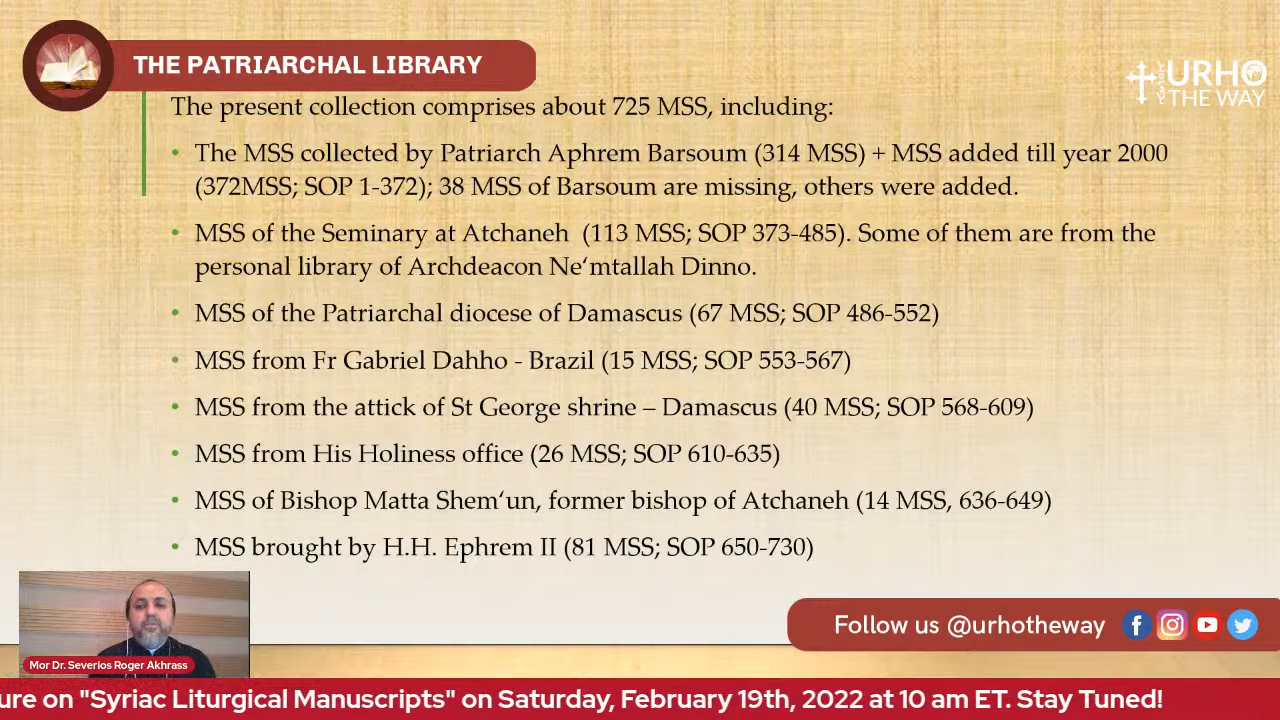 THE PATRIARCHAL LIBRARY
URHO
THE WAY
The present collection comprises about 725 MSS, including:
• The MSS collected by Patriarch Aphrem Barsoum (314 MSS) + MSS added till year 2000
(372MSS; SOP 1-372); 38 MSS of Barsoum are missing, others were added.
• MSS of the Seminary at Atchaneh (113 MSS; SOP 373-485). Some of them are from the
personal library of Archdeacon Ne‘mtallah Dinno.
• MSS of the Patriarchal diocese of Damascus (67 MSS; SOP 486-552)
• MSS from Fr Gabriel Dahho - Brazil (15 MSS; SOP 553-567)
• MSS from the attick of St George shrine – Damascus (40 MSS; SOP 568-609)
• MSS from His Holiness office (26 MSS; SOP 610-635)
• MSS of Bishop Matta Shem‘un, former bishop of Atchaneh (14 MSS, 636-649)
• MSS brought by H.H. Ephrem II (81 MSS; SOP 650-730)
Follow us @urhotheway
Mor Dr. Severios Roger Akhrass
ure on "Syriac Liturgical Manuscripts" on Saturday, February 19th, 2022 at 10 am ET. Stay Tuned!